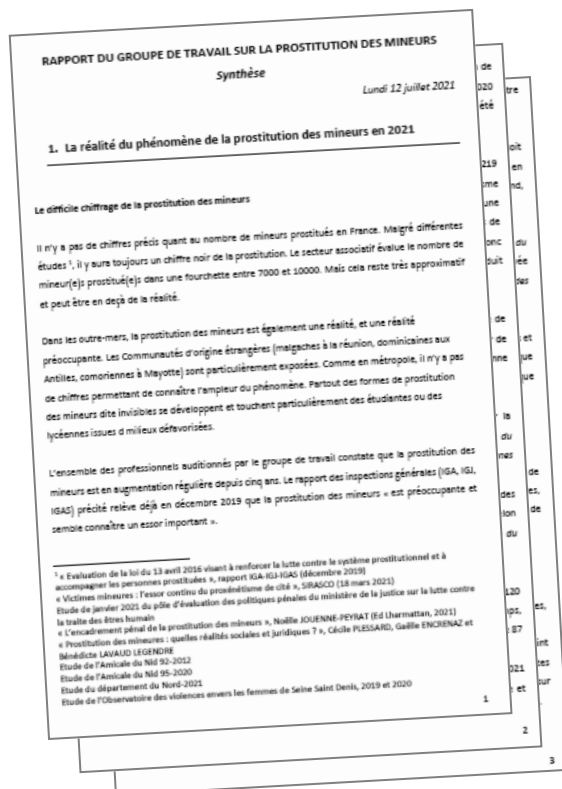 RAPPORT DU GROUPE DE TRAVAIL SUR LA PROSTITUTION DES MINEURS
Synthèse
Lundi 12 juillet 2021
1. La réalité du phénomène de la prostitution des mineurs en 2021
Le difficile chiffrage de la prostitution des mineurs
Il n'y a pas de chiffres précis quant au nombre de mineurs prostitués en France. Malgré différentes
études ¹, il y aura toujours un chiffre noir de la prostitution. Le secteur associatif évalue le nombre de
mineur(e)s prostitué(e)s dans une fourchette entre 7000 et 10000. Mais cela reste très approximatif
et peut être en deçà de la réalité.
Dans les outre-mers, la prostitution des mineurs est également une réalité, et une réalité
préoccupante. Les Communautés d'origine étrangères (malgaches à la réunion, dominicaines aux
Antilles, comoriennes à Mayotte) sont particulièrement exposées. Comme en métropole, il n'y a pas
de chiffres permettant de connaître l'ampleur du phénomène. Partout des formes de prostitution
des mineurs dite invisibles se développent et touchent particulièrement des étudiantes ou des
lycéennes issues d milieux défavorisées.
L'ensemble des professionnels auditionnés par le groupe de travail constate que la prostitution des
mineurs est en augmentation régulière depuis cinq ans. Le rapport des inspections générales (IGA, IGJ,
IGAS) précité relève déjà en décembre 2019 que la prostitution des mineurs « est préoccupante et
semble connaître un essor important ».
¹ « Evaluation de la loi du 13 avril 2016 visant à renforcer la lutte contre le système prostitutionnel et à
accompagner les personnes prostituées », rapport IGA-IGJ-IGAS (décembre 2019)
« Victimes mineures : l'essor continu du proxénétisme de cité », SIRASCO (18 mars 2021)
Etude de janvier 2021 du pôle d'évaluation des politiques pénales du ministère de la justice sur la lutte contre
la traite des êtres humain
« L'encadrement pénal de la prostitution des mineurs », Noëlle JOUENNE-PEYRAT (Ed Lharmattan, 2021)
« Prostitution des mineures : quelles réalités sociales et juridiques ? », Cécile PLESSARD, Gaëlle ENCRENAZ et
Bénédicte LAVAUD LEGENDRE
Etude de l'Amicale du Nid 92-2012
Etude de l'Amicale du Nid 95-2020
Etude du département du Nord-2021
Etude de l'Observatoire des violences envers les femmes de Seine Saint Denis, 2019 et 2020
1
2
3